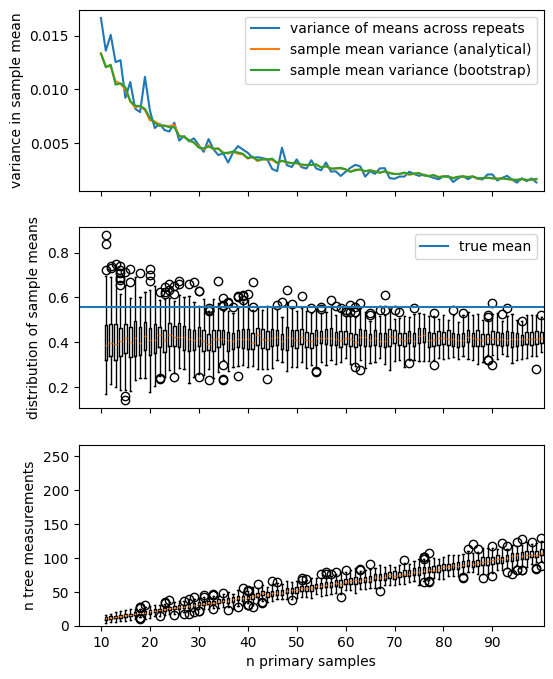 variance in sample mean
0.015
0.010
0.005
variance of means across repeats
sample mean variance (analytical)
sample mean variance (bootstrap)
distribution of sample means
0.8
0.6
0.4
0.2
true mean
n tree measurements
250
200
150
100
50
0
10 20 30 40 50 60 70 80 90
n primary samples